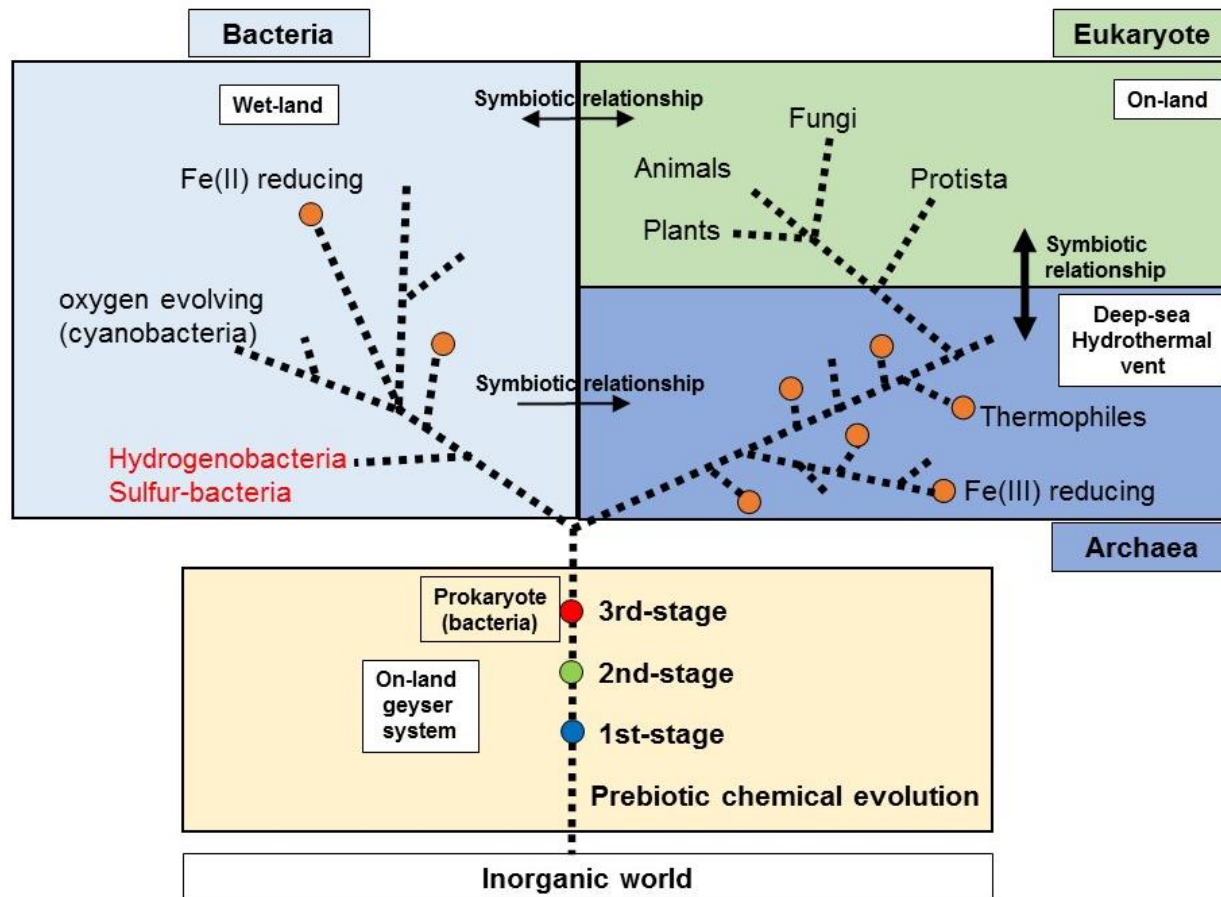 Bacteria
Eukaryote
Wet-land
Symbiotic relationship
On-land
Fungi
Fe(II) reducing
Animals
Protista
Plants
Symbiotic
relationship
oxygen evolving
(cyanobacteria)
Deep-sea
Hydrothermal
vent
Symbiotic relationship
Thermophiles
Hydrogenobacteria
Sulfur-bacteria
Fe(III) reducing
Archaea
Prokaryote
(bacteria)
3rd-stage
On-land
geyser
system
2nd-stage
1st-stage
Prebiotic chemical evolution
Inorganic world